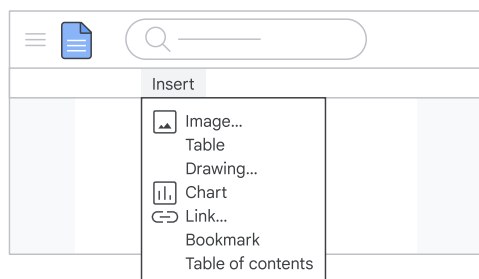 Insert
Image...
Table
Drawing...
Chart
Link...
Bookmark
Table of contents